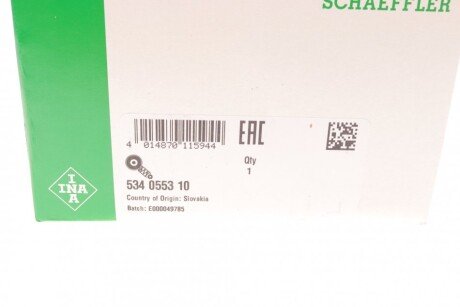 SCHAEFFLER
4 014870 115944
EAC
Qty
1
534 0553 10
Country of Origin: Slovakia
Batch: E000049785
I
INA
A